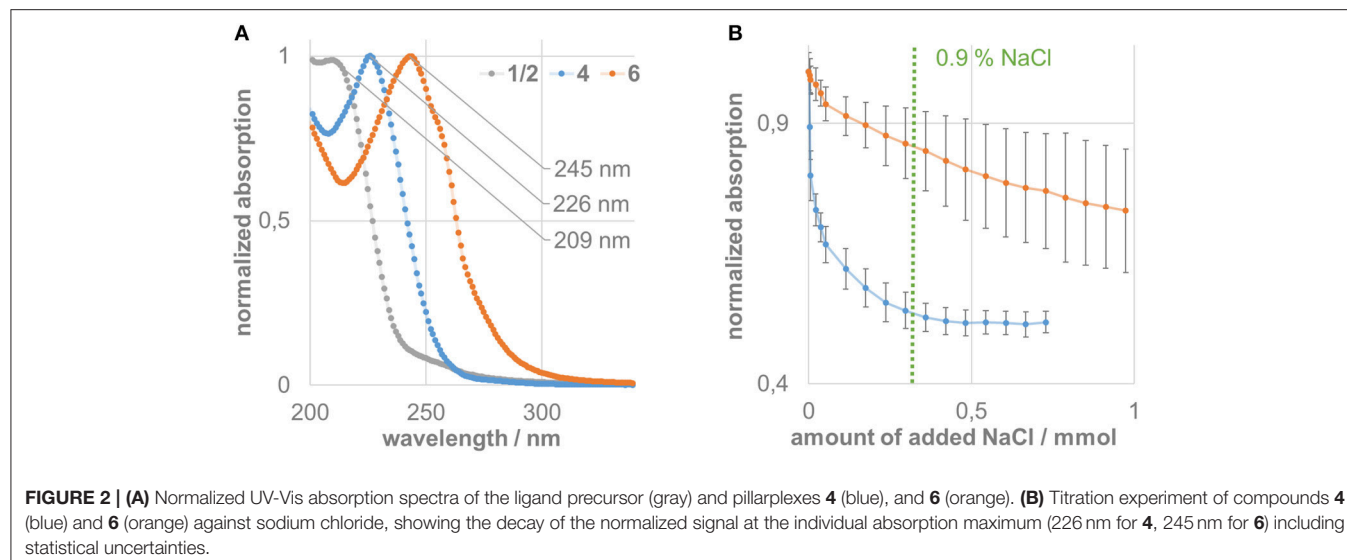 A
1
0,5
0
normalized absorption
1/2 4 6
245 nm
226 nm
209 nm
200 250 300
wavelength / nm
B
0.9 % NaCl
0,9
0,4
normalized absorption
0 0,5 1
amount of added NaCl / mmol
FIGURE 2 | (A) Normalized UV-Vis absorption spectra of the ligand precursor (gray) and pillarplexes 4 (blue), and 6 (orange). (B) Titration experiment of compounds 4
(blue) and 6 (orange) against sodium chloride, showing the decay of the normalized signal at the individual absorption maximum (226 nm for 4, 245 nm for 6) including
statistical uncertainties.